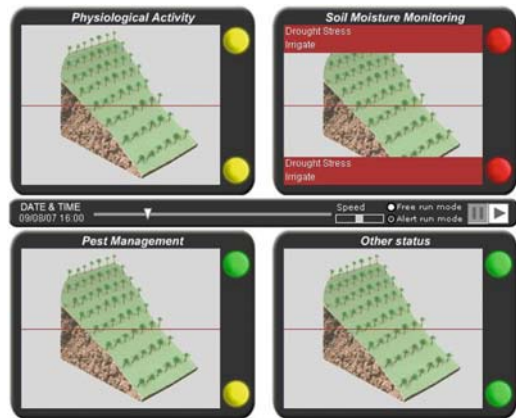 Physiological Activity
Soil Moisture Monitoring
Drought Stress
Irrigate
Drought Stress
Irrigate
DATE & TIME
09/08/07 16:00
Speed
Free run mode
Alert run mode
Pest Management
Other status